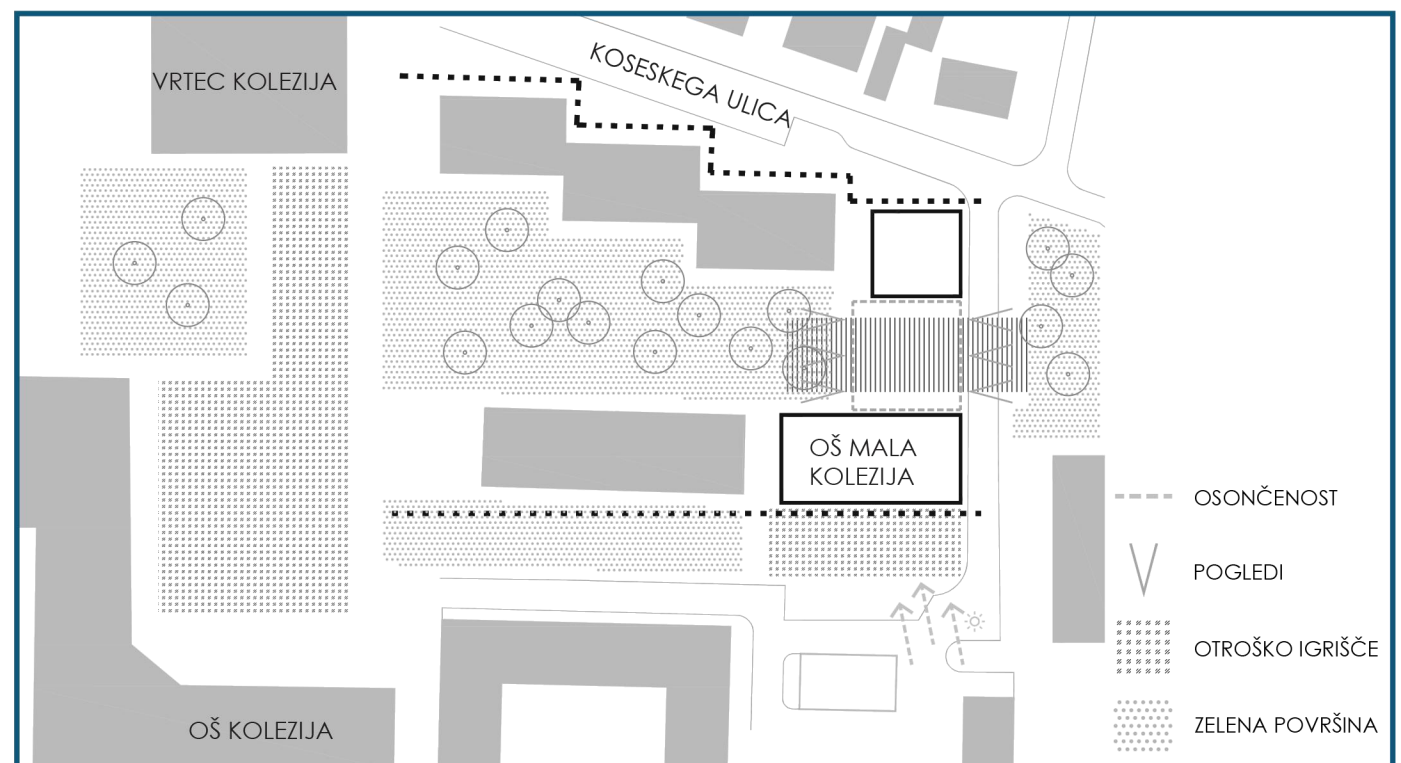 VRTEC KOLEZIJA
KOSESKEGA ULICA
OŠ MALA
KOLEZIJA
OSONČENOST
POGLEDI
OTROŠKO IGRIŠČE
OŠ KOLEZIJA
ZELENA POVRŠINA